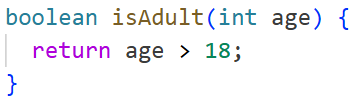 boolean isAdult(int age) {
  return age > 18;
}